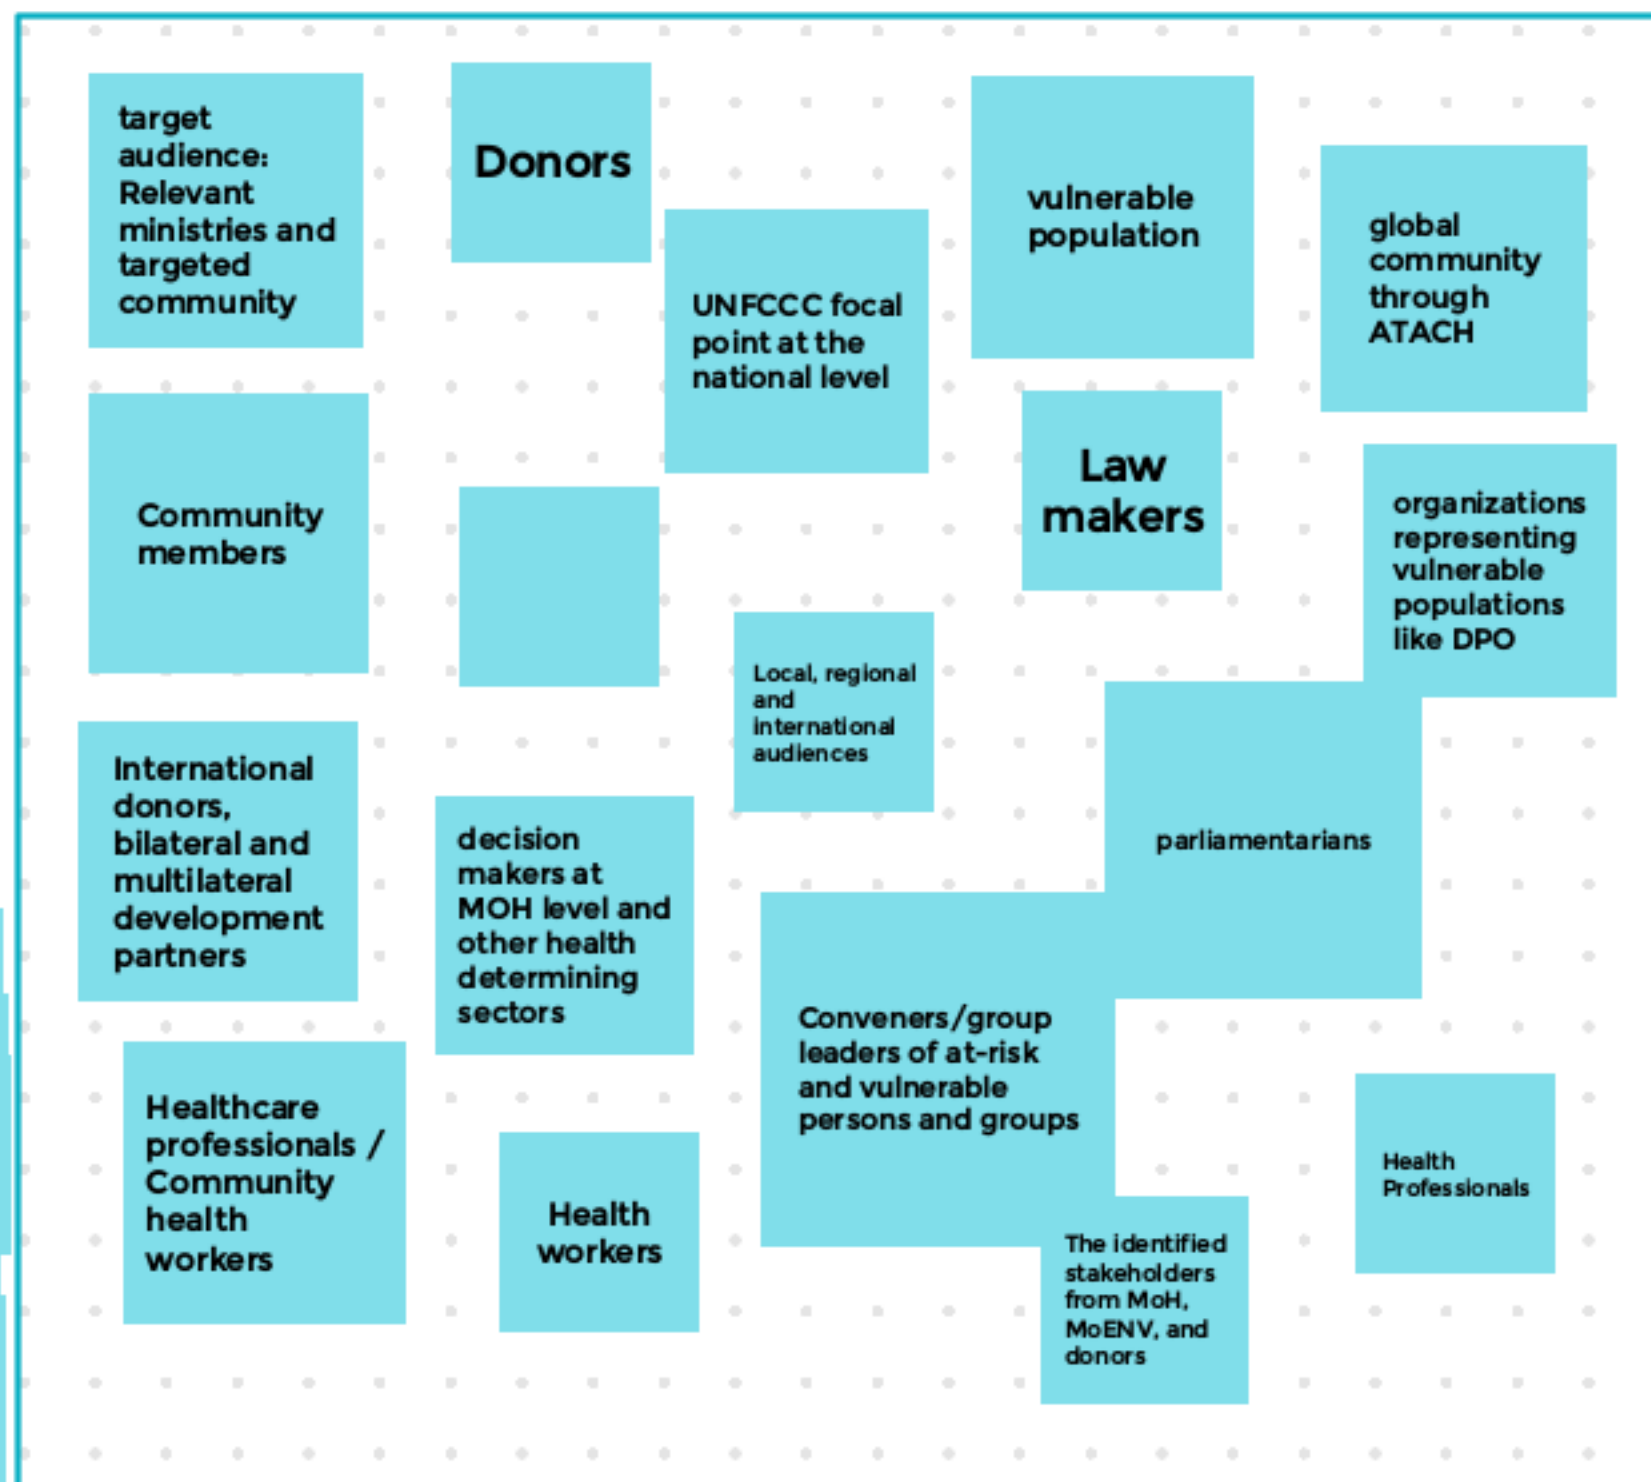 target
audience:
Relevant
ministries and
targeted
community
Donors
UNFCCC focal
point at the
national level
vulnerable
population
global
community
through
ATACH
Community
members
Law
makers
organizations
representing
vulnerable
populations
like DPO
Local, regional
and
international
audiences
International
donors,
bilateral and
multilateral
development
partners
decision
makers at
MOH level and
other health
determining
sectors
parliamentarians
Conveners/group
leaders of at-risk
and vulnerable
persons and groups
Healthcare
professionals /
Community
health
workers
Health
workers
Health
Professionals
The identified
stakeholders
from MoH,
MoENV, and
donors